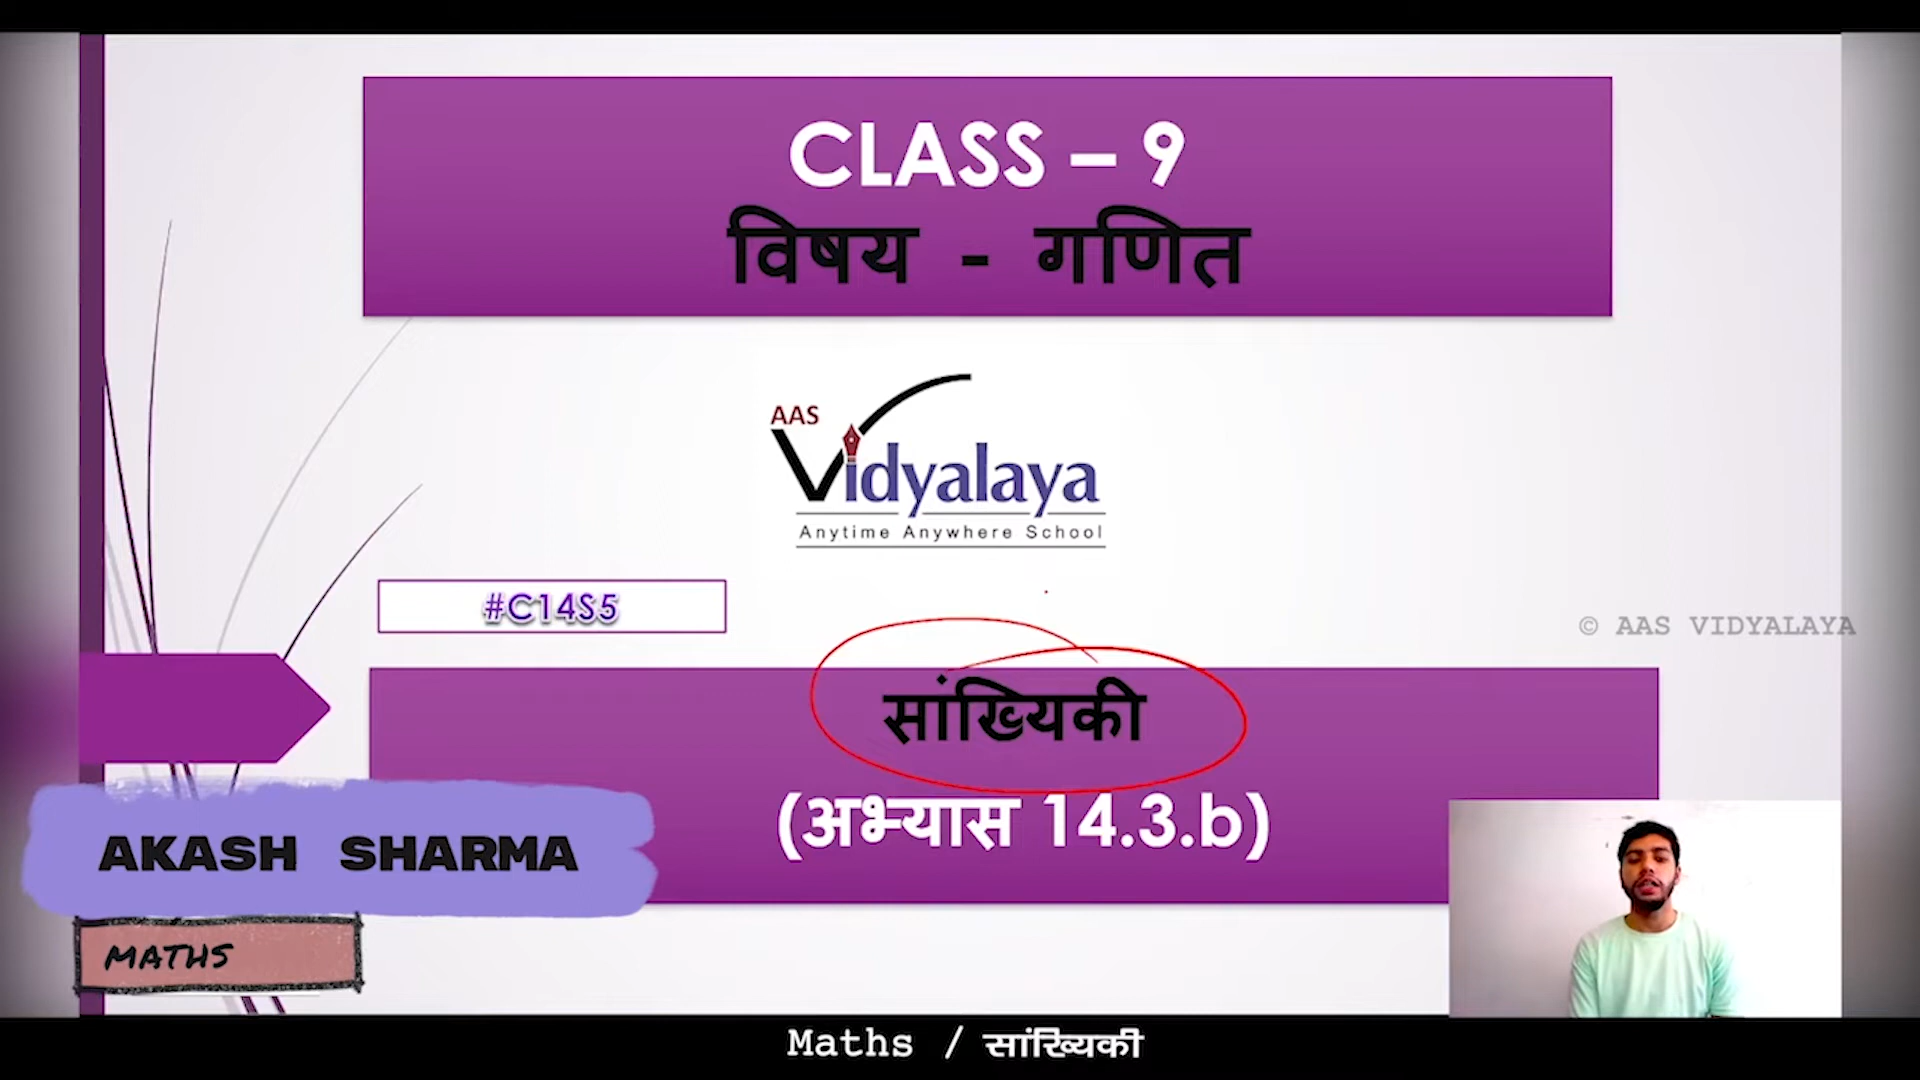 CLASS – 9
विषय - गणित
AAS
Vidyalaya
Anytime Anywhere School
#C14S5
© AAS VIDYALAYA
सांख्यिकी
(अभ्यास 14.3.b)
AKASH SHARMA
MATHS
Maths / सांख्यिकी